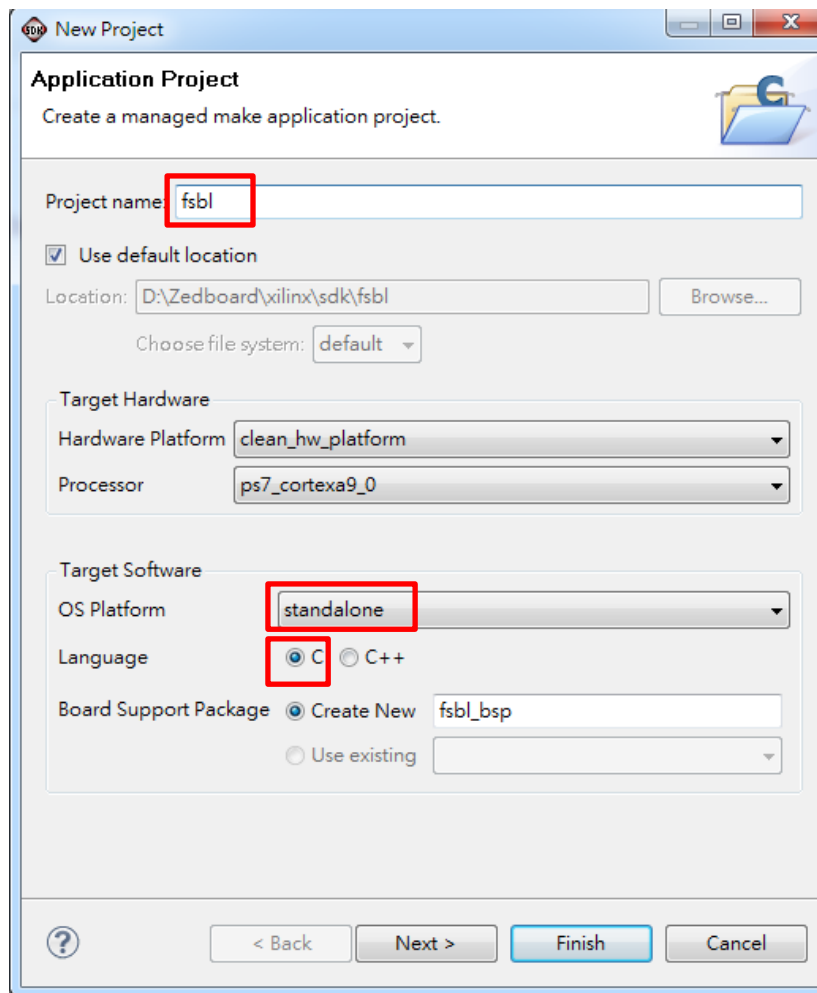 SDK New Project
Application Project
Create a managed make application project.
Project name: fsbl
Use default location
Location: D:\Zedboard\xilinx\sdk\fsbl Browse...
Choose file system: default
Target Hardware
Hardware Platform clean_hw_platform
Processor ps7_cortexa9_0
Target Software
OS Platform standalone
Language C C++
Board Support Package Create New fsbl_bsp
Use existing
? < Back Next > Finish Cancel